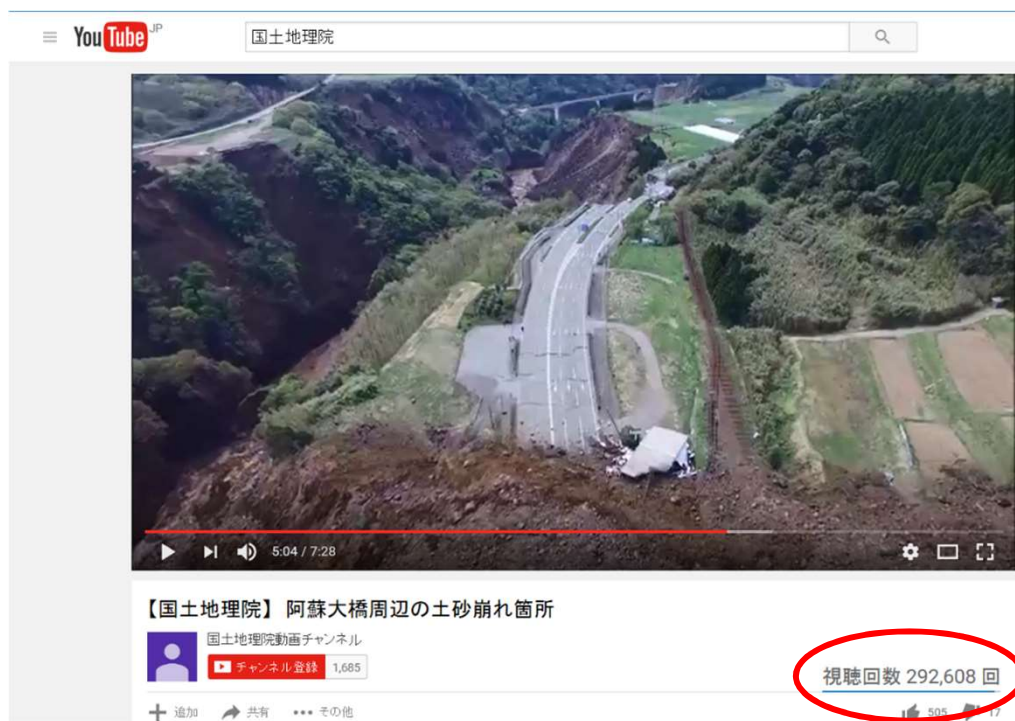 YouTube JP
国土地理院
5:04 / 7:28
【国土地理院】 阿蘇大橋周辺の土砂崩れ箇所
国土地理院動画チャンネル
チャンネル登録 1,685
視聴回数 292,608 回
追加 共有 その他 505 17